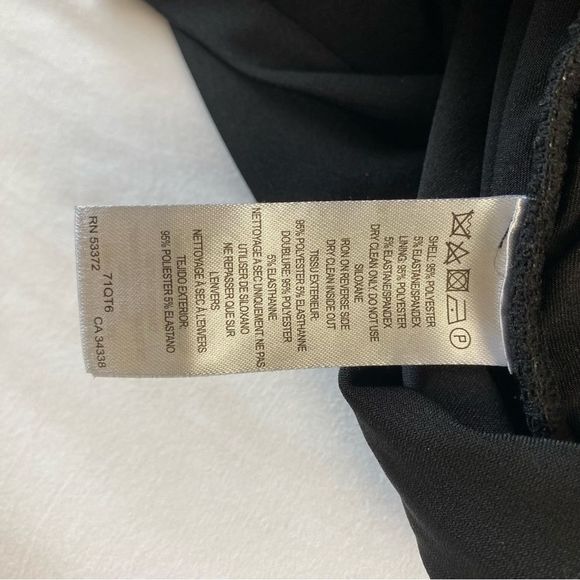 P
SHELL: 95% POLYESTER
5% ELASTANE/SPANDEX
LINING: 95% POLYESTER
5% ELASTANE/SPANDEX
DRY CLEAN ONLY. DO NOT USE
SILOXANE
IRON ON REVERSE SIDE
DRY CLEAN INSIDE OUT
TISSU EXTERIEUR:
95% POLYESTER 5% ELASTHANNE
DOUBLURE: 95% POLYESTER
5% ELASTHANNE
NETTOYAGE À SEC UNIQUEMENT. NE PAS
UTILISER DE SILOXANO
NE REPASSER QUE SUR
L'ENVERS
NETTOYAGE À SEC À L'ENVERS
TEJIDO EXTERIOR:
95% POLIESTER 5% ELASTANO
71QT6
RN 53372 CA 34338